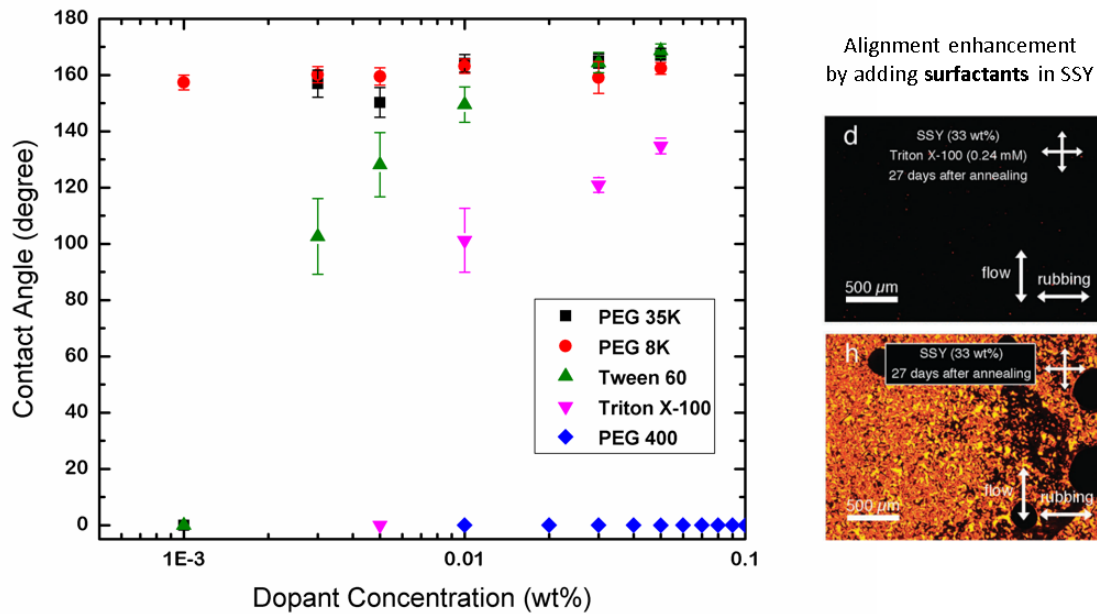 180
160
140
120
100
80
60
40
20
0
Contact Angle (degree)
1E-3
0.01
0.1
Dopant Concentration (wt%)
PEG 35K
PEG 8K
Tween 60
Triton X-100
PEG 400
Alignment enhancement
by adding surfactants in SSY
d
SSY (33 wt%)
Triton X-100 (0.24 mM)
27 days after annealing
flow
rubbing
500 µm
h
SSY (33 wt%)
27 days after annealing
flow
rubbing
500 µm